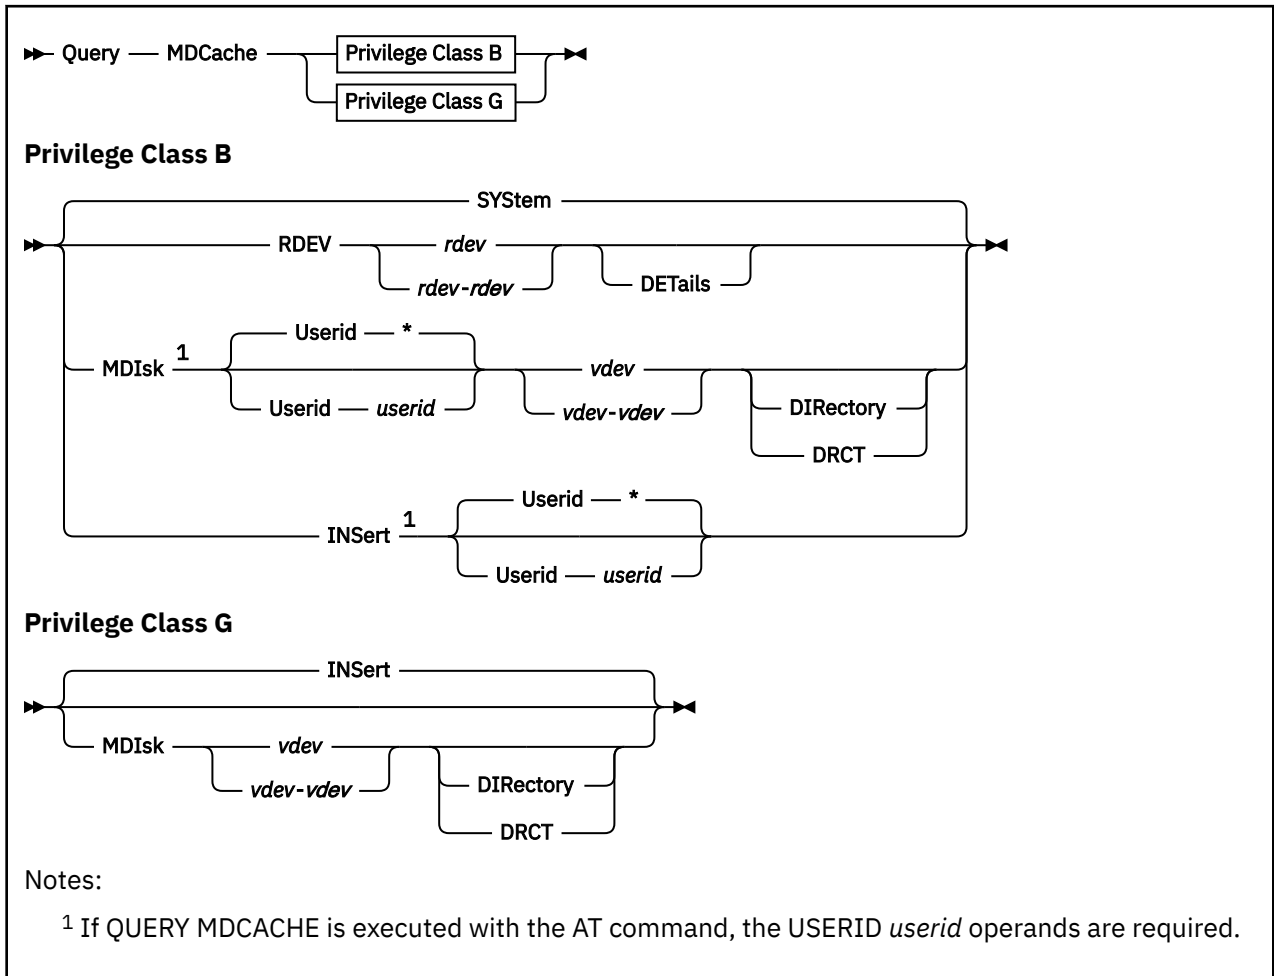 Query MDCache Privilege Class B
Privilege Class G
Privilege Class B
SYStem
RDEV rdev
rdev-rdev DETails
Userid *
MDIsk 1 vdev
Userid userid vdev-vdev DIRectory
DRCT
Userid *
INSert 1
Userid userid
Privilege Class G
INSert
MDIsk vdev
vdev-vdev DIRectory
DRCT
Notes:
1 If QUERY MDCACHE is executed with the AT command, the USERID userid operands are required.